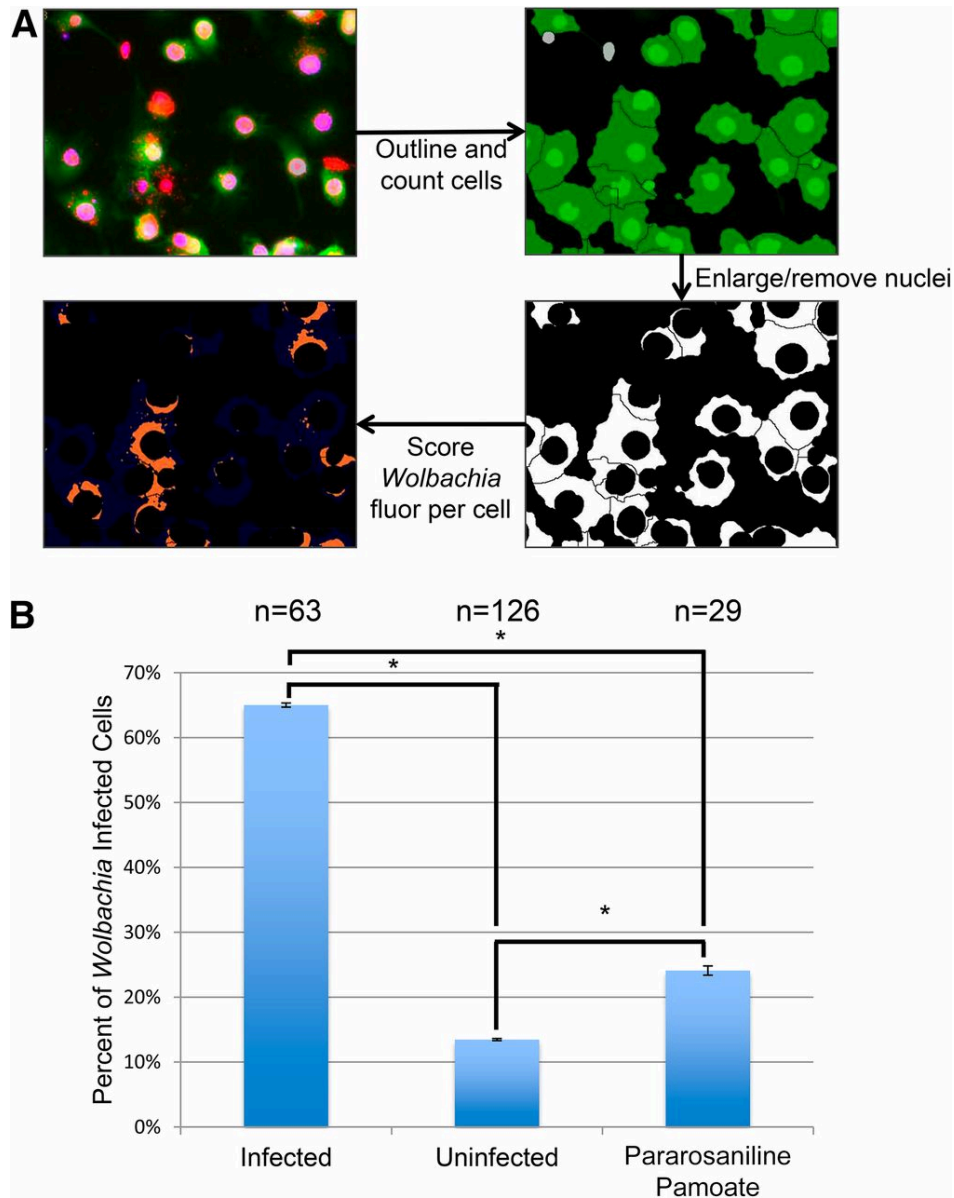 A
Outline and
count cells
Enlarge/remove nuclei
Score
Wolbachia
fluor per cell
B
n=63 n=126 n=29
*
*
*
Percent of Wolbachia Infected Cells
70%
60%
50%
40%
30%
20%
10%
0%
Infected
Uninfected
Pararosaniline
Pamoate